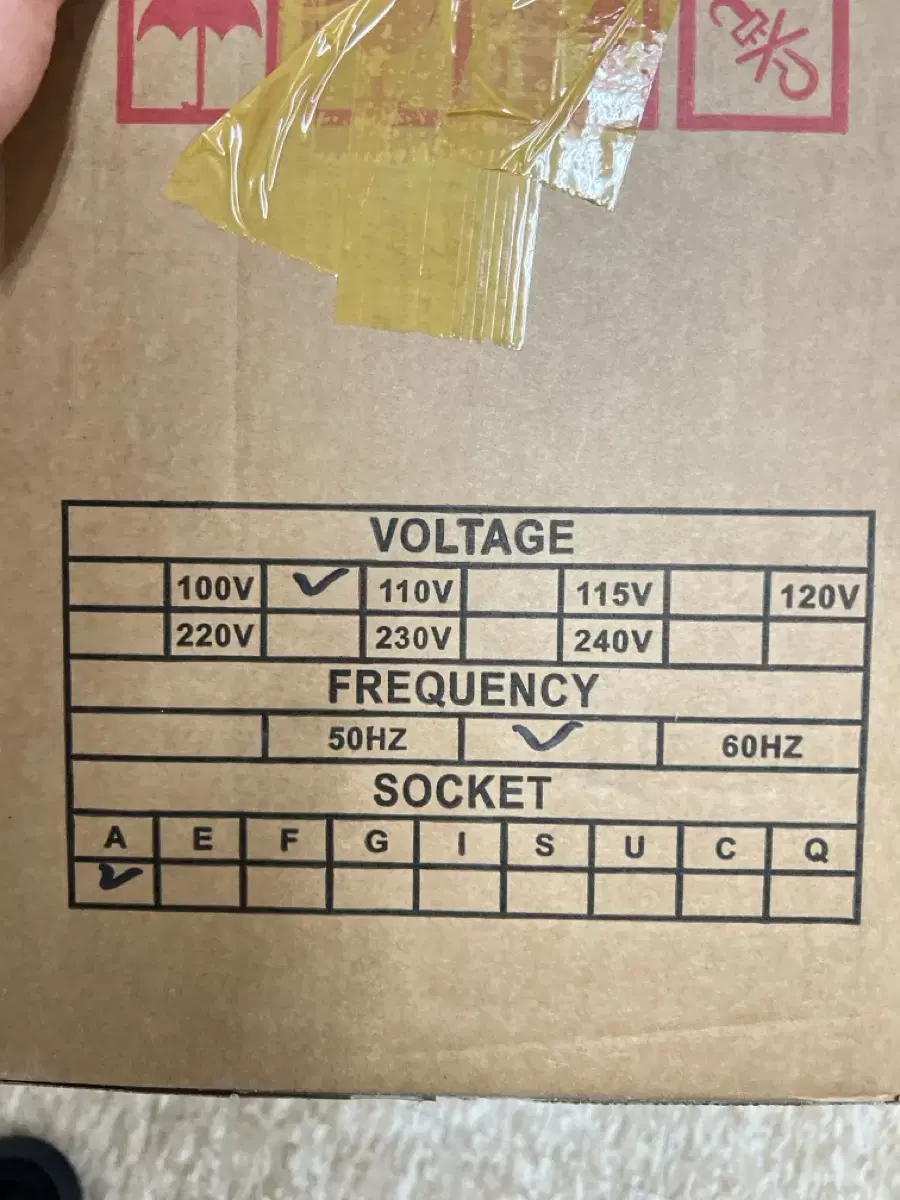 VOLTAGE
100V ✓ 110V 115V 120V
220V 230V 240V
FREQUENCY
50HZ ✓ 60HZ
SOCKET
A E F G I S U C Q
✓